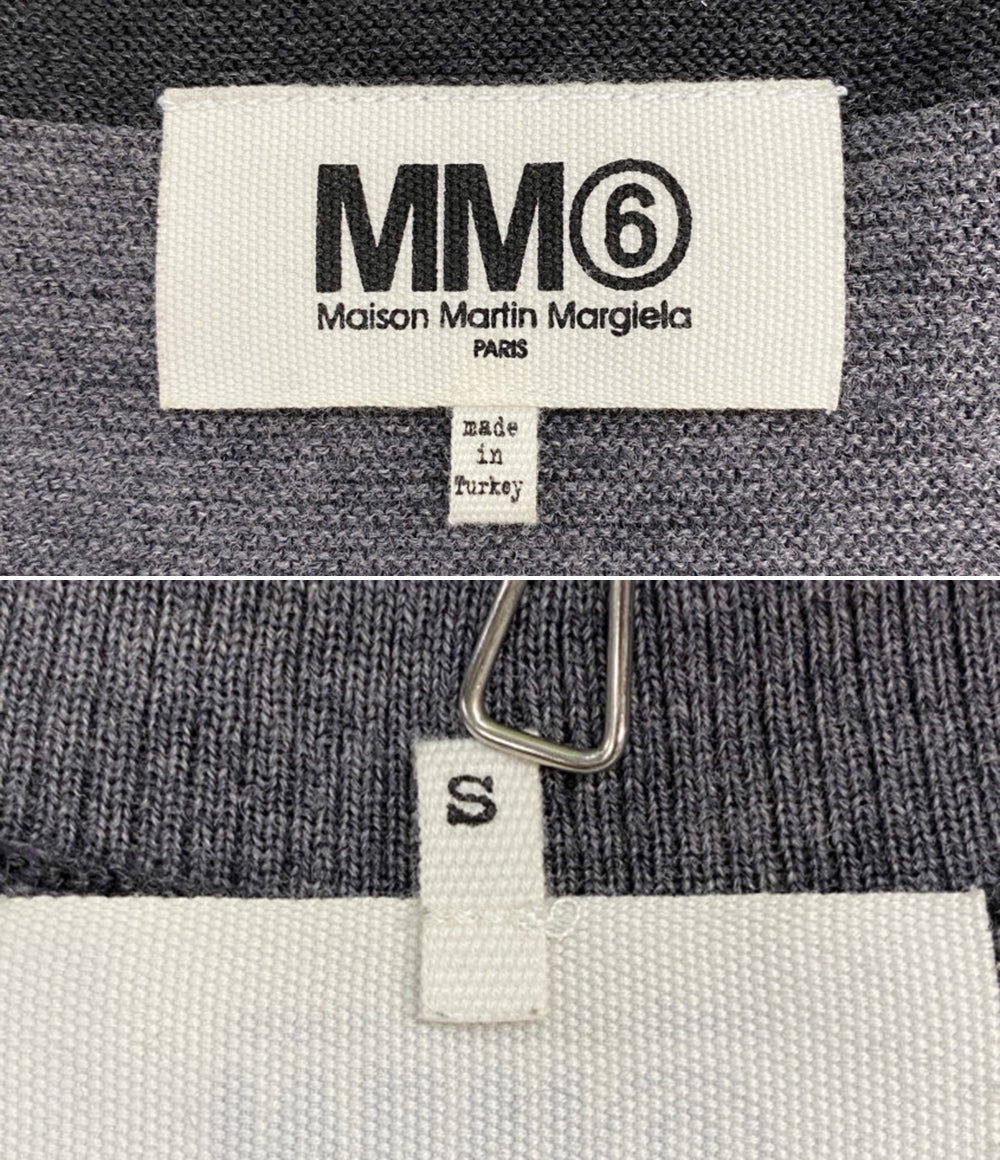 MM⑥
Maison Martin Margiela
PARIS
made
in
Turkey
S